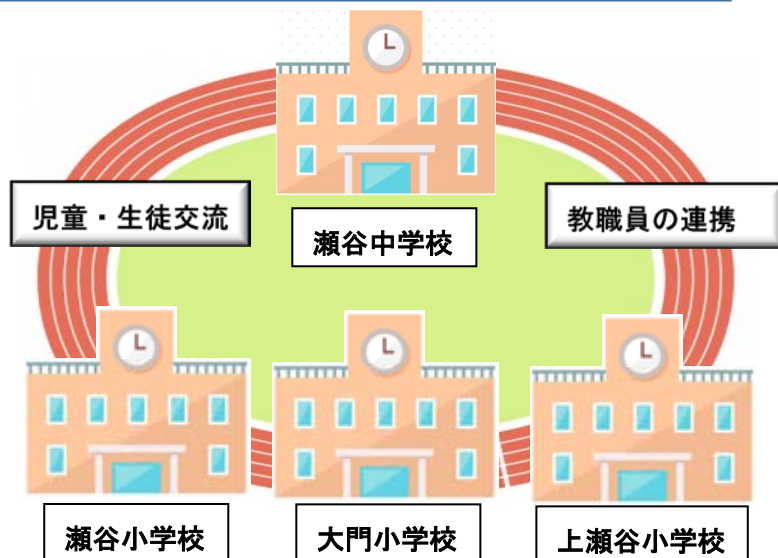 児童・生徒交流
教職員の連携
瀬谷中学校
瀬谷小学校
大門小学校
上瀬谷小学校